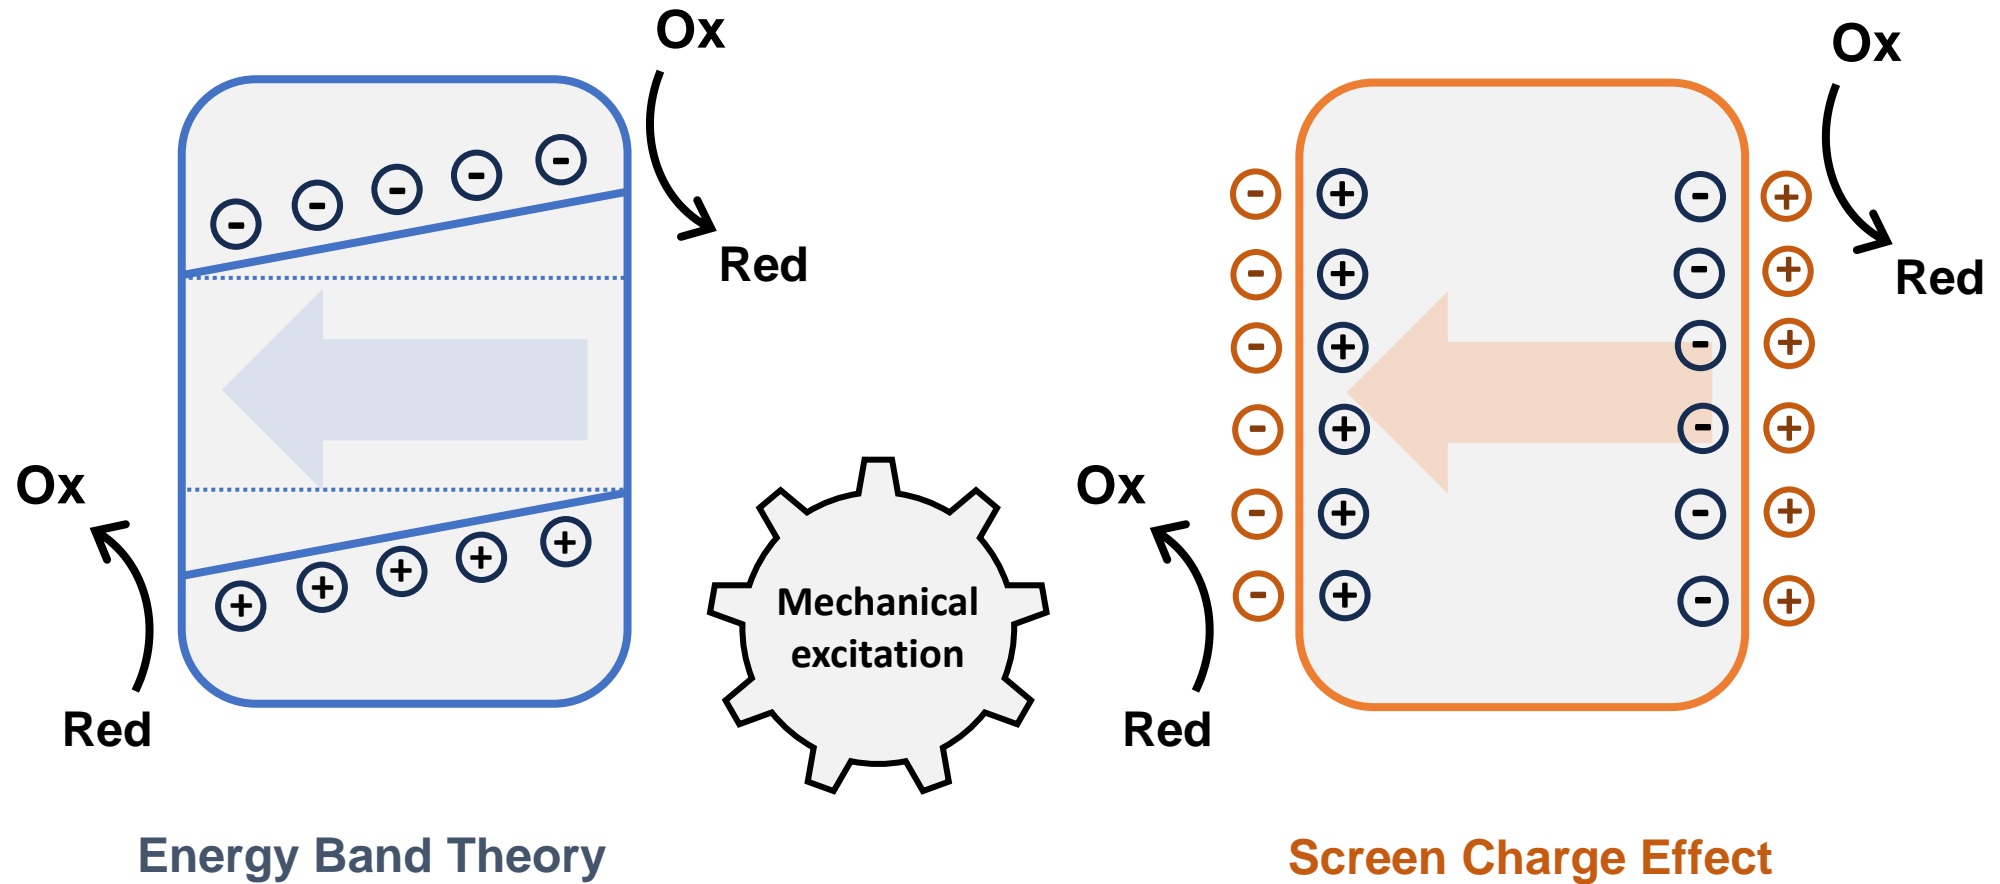 Ox
Red
Ox
Red
Energy Band Theory
Mechanical
excitation
Ox
Red
Ox
Red
Screen Charge Effect